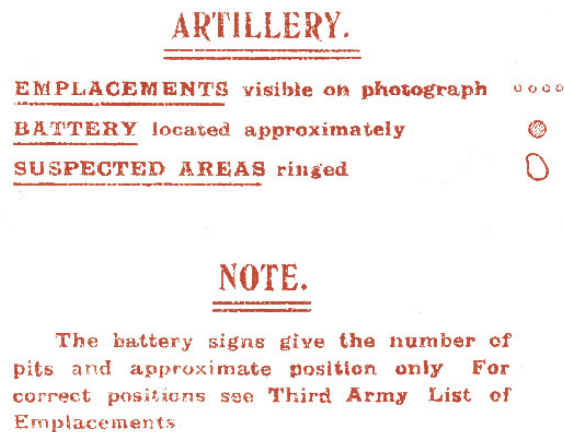 ARTILLERY.
EMPLACEMENTS visible on photograph
BATTERY located approximately
SUSPECTED AREAS ringed
NOTE.
The battery signs give the number of
pits and approximate position only For
correct positions see Third Army List of
Emplacements